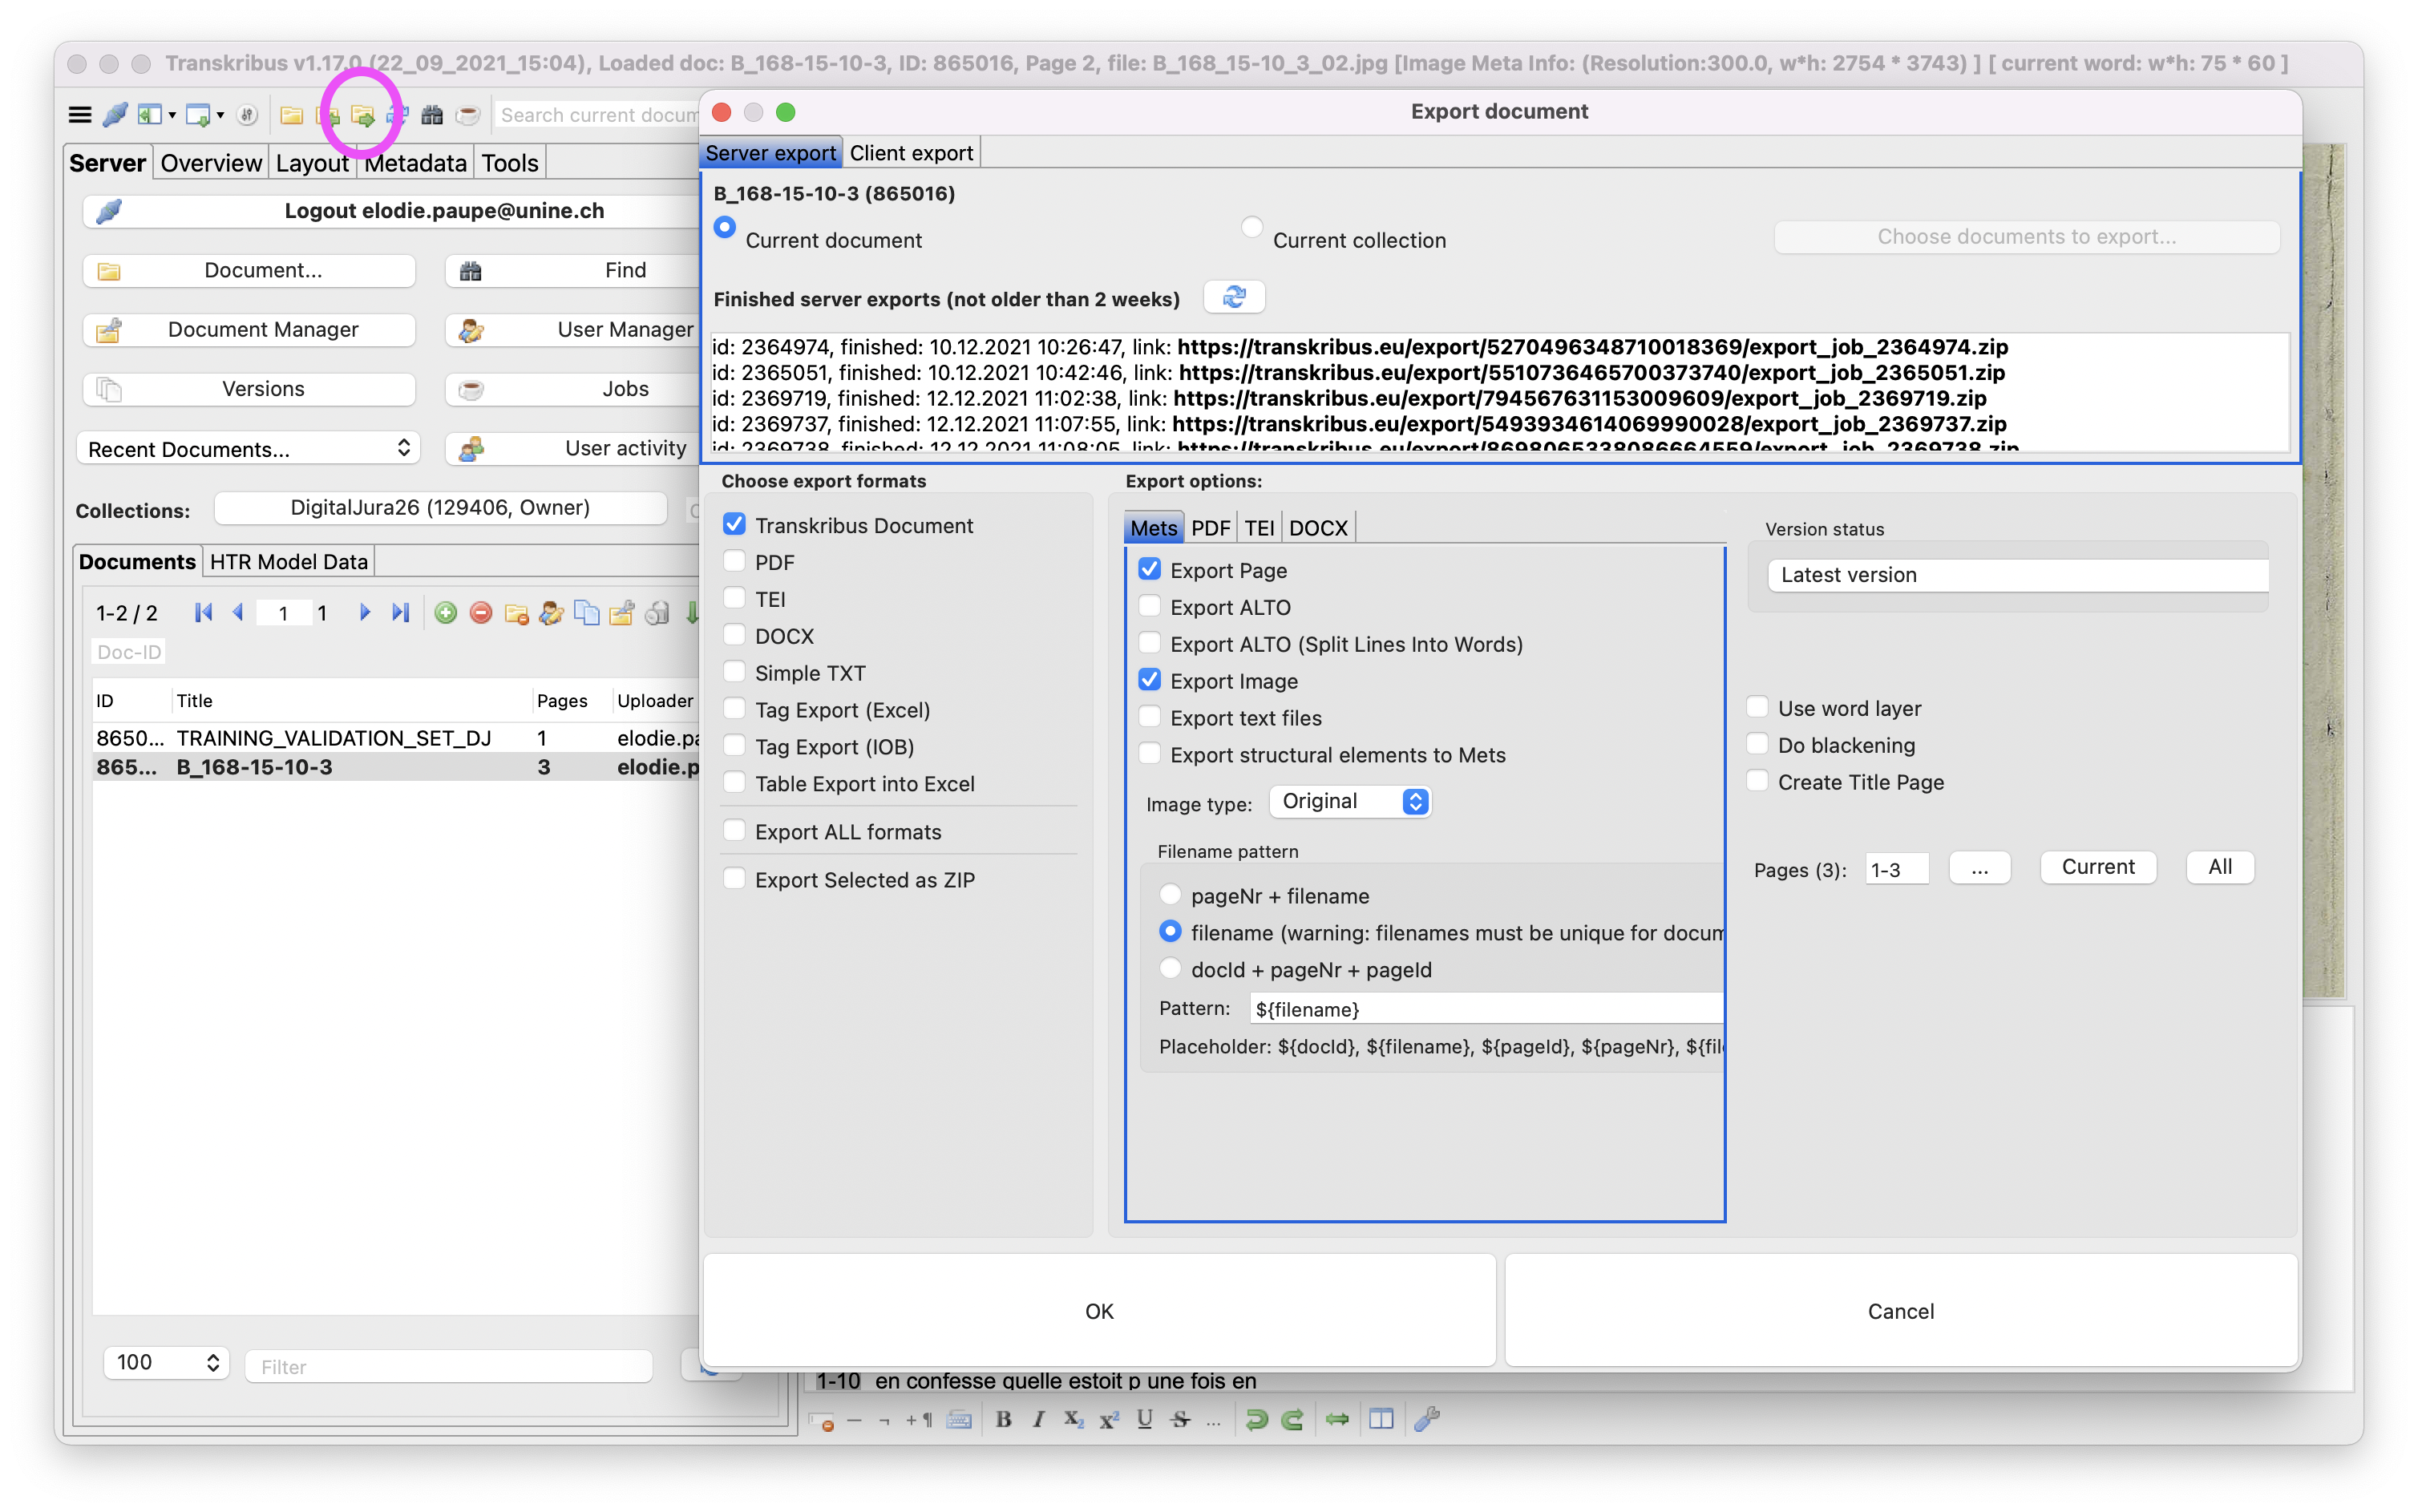 Transkribus v1.17.0 (22_09_2021_15:04), Loaded doc: B_168-15-10-3, ID: 865016, Page 2, file: B_168_15-10_3_02.jpg [Image Meta Info: (Resolution:300.0, w*h: 2754 * 3743) ] [ current word: w*h: 75 * 60 ]
Search current docum
Server Overview Layout Metadata Tools
Logout elodie.paupe@unine.ch
Document... Find
Document Manager User Manager
Versions Jobs
Recent Documents... User activity
Collections: DigitalJura26 (129406, Owner)
Documents HTR Model Data
1-2 / 2 1 1
Doc-ID
ID Title Pages Uploader
8650... TRAINING_VALIDATION_SET_DJ 1 elodie.pa
865... B_168-15-10-3 3 elodie.p
100 Filter
Export document
Server export Client export
B_168-15-10-3 (865016)
Current document Current collection Choose documents to export...
Finished server exports (not older than 2 weeks)
id: 2364974, finished: 10.12.2021 10:26:47, link: https://transkribus.eu/export/5270496348710018369/export_job_2364974.zip
id: 2365051, finished: 10.12.2021 10:42:46, link: https://transkribus.eu/export/5510736465700373740/export_job_2365051.zip
id: 2369719, finished: 12.12.2021 11:02:38, link: https://transkribus.eu/export/794567631153009609/export_job_2369719.zip
id: 2369737, finished: 12.12.2021 11:07:55, link: https://transkribus.eu/export/5493934614069990028/export_job_2369737.zip
id: 2369738, finished: 12.12.2021 11:08:05, link: https://transkribus.eu/export/8698065338086664559/export_job_2369738.zip
Choose export formats
Transkribus Document
PDF
TEI
DOCX
Simple TXT
Tag Export (Excel)
Tag Export (IOB)
Table Export into Excel
Export ALL formats
Export Selected as ZIP
Export options:
Mets PDF TEI DOCX
Export Page
Export ALTO
Export ALTO (Split Lines Into Words)
Export Image
Export text files
Export structural elements to Mets
Image type: Original
Filename pattern
pageNr + filename
filename (warning: filenames must be unique for docum
docId + pageNr + pageId
Pattern: ${filename}
Placeholder: ${docId}, ${filename}, ${pageId}, ${pageNr}, ${file
Version status
Latest version
Use word layer
Do blackening
Create Title Page
Pages (3): 1-3 ... Current All
OK Cancel
1-10 en confesse quelle estoit p une fois en
— ¬ + ¶ B I X2 X2 U S ...